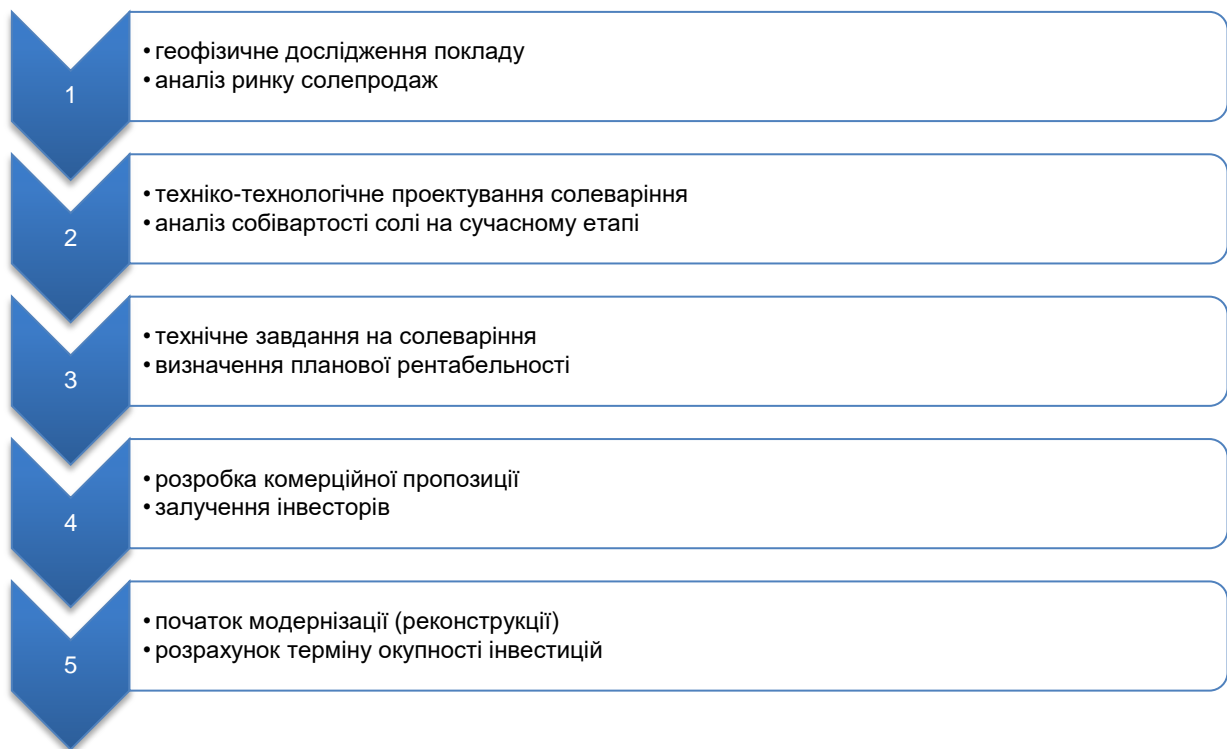 1
• геофізичне дослідження покладу
• аналіз ринку солепродаж
2
• техніко-технологічне проектування солеваріння
• аналіз собівартості солі на сучасному етапі
3
• технічне завдання на солеваріння
• визначення планової рентабельності
4
• розробка комерційної пропозиції
• залучення інвесторів
5
• початок модернізації (реконструкції)
• розрахунок терміну окупності інвестицій